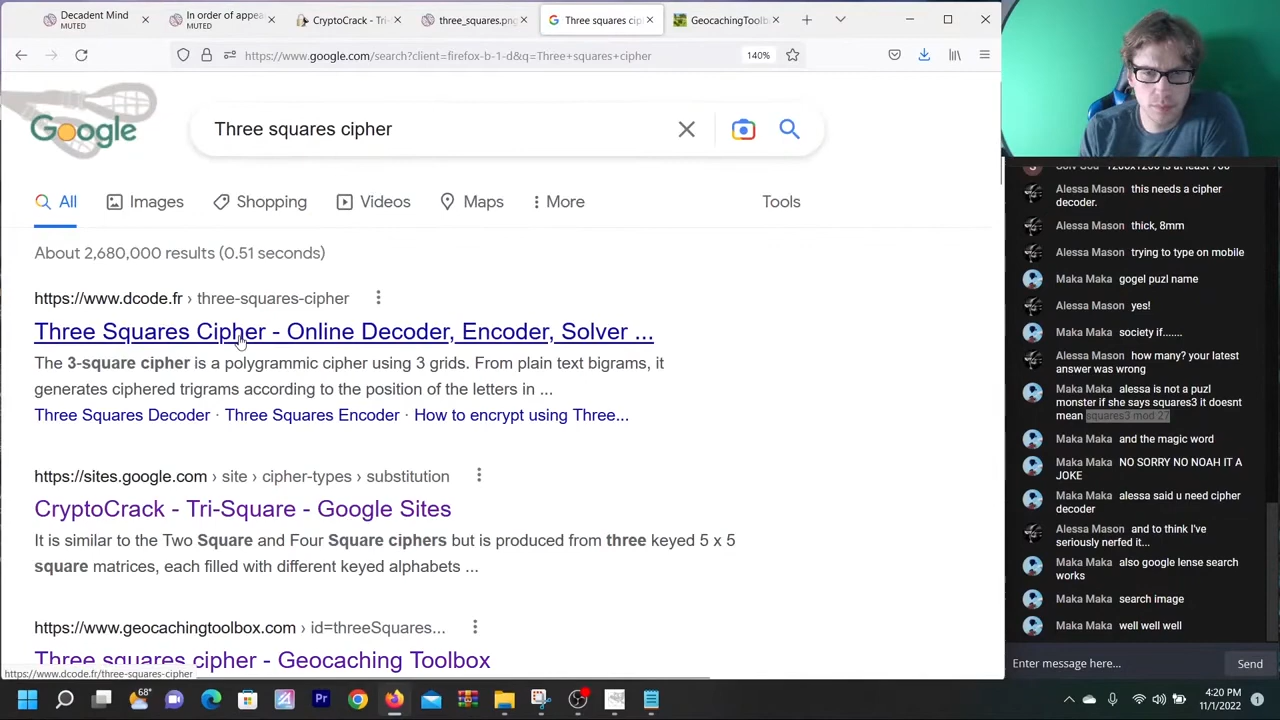 Decadent Mind
MUTED
In order of appea
MUTED
CryptoCrack - Tri-S
three_squares.png
Three squares cip
GeocachingToolb
https://www.google.com/search?client=firefox-b-1-d&q=Three+squares+cipher
140%
Google
Three squares cipher
All
Images
Shopping
Videos
Maps
More
Tools
About 2,680,000 results (0.51 seconds)
https://www.dcode.fr › three-squares-cipher
Three Squares Cipher - Online Decoder, Encoder, Solver ...
The 3-square cipher is a polygrammic cipher using 3 grids. From plain text bigrams, it
generates ciphered trigrams according to the position of the letters in ...
Three Squares Decoder · Three Squares Encoder · How to encrypt using Three...
https://sites.google.com › site › cipher-types › substitution
CryptoCrack - Tri-Square - Google Sites
It is similar to the Two Square and Four Square ciphers but is produced from three keyed 5 x 5
square matrices, each filled with different keyed alphabets ...
https://www.geocachingtoolbox.com › id=threeSquares...
Three squares cipher - Geocaching Toolbox
https://www.dcode.fr/three-squares-cipher
Alessa Mason this needs a cipher
decoder.
Alessa Mason thick, 8mm
Alessa Mason trying to type on mobile
Maka Maka gogel puzl name
Alessa Mason yes!
Maka Maka society if.......
Alessa Mason how many? your latest
answer was wrong
Maka Maka alessa is not a puzl
monster if she says squares3 it doesnt
mean squares3 mod 27
Maka Maka and the magic word
Maka Maka NO SORRY NO NOAH IT A
JOKE
Maka Maka alessa said u need cipher
decoder
Alessa Mason and to think I've
seriously nerfed it...
Maka Maka also google lense search
works
Maka Maka search image
Maka Maka well well well
Enter message here...
Send
68°
Pr
4:20 PM
11/1/2022
1